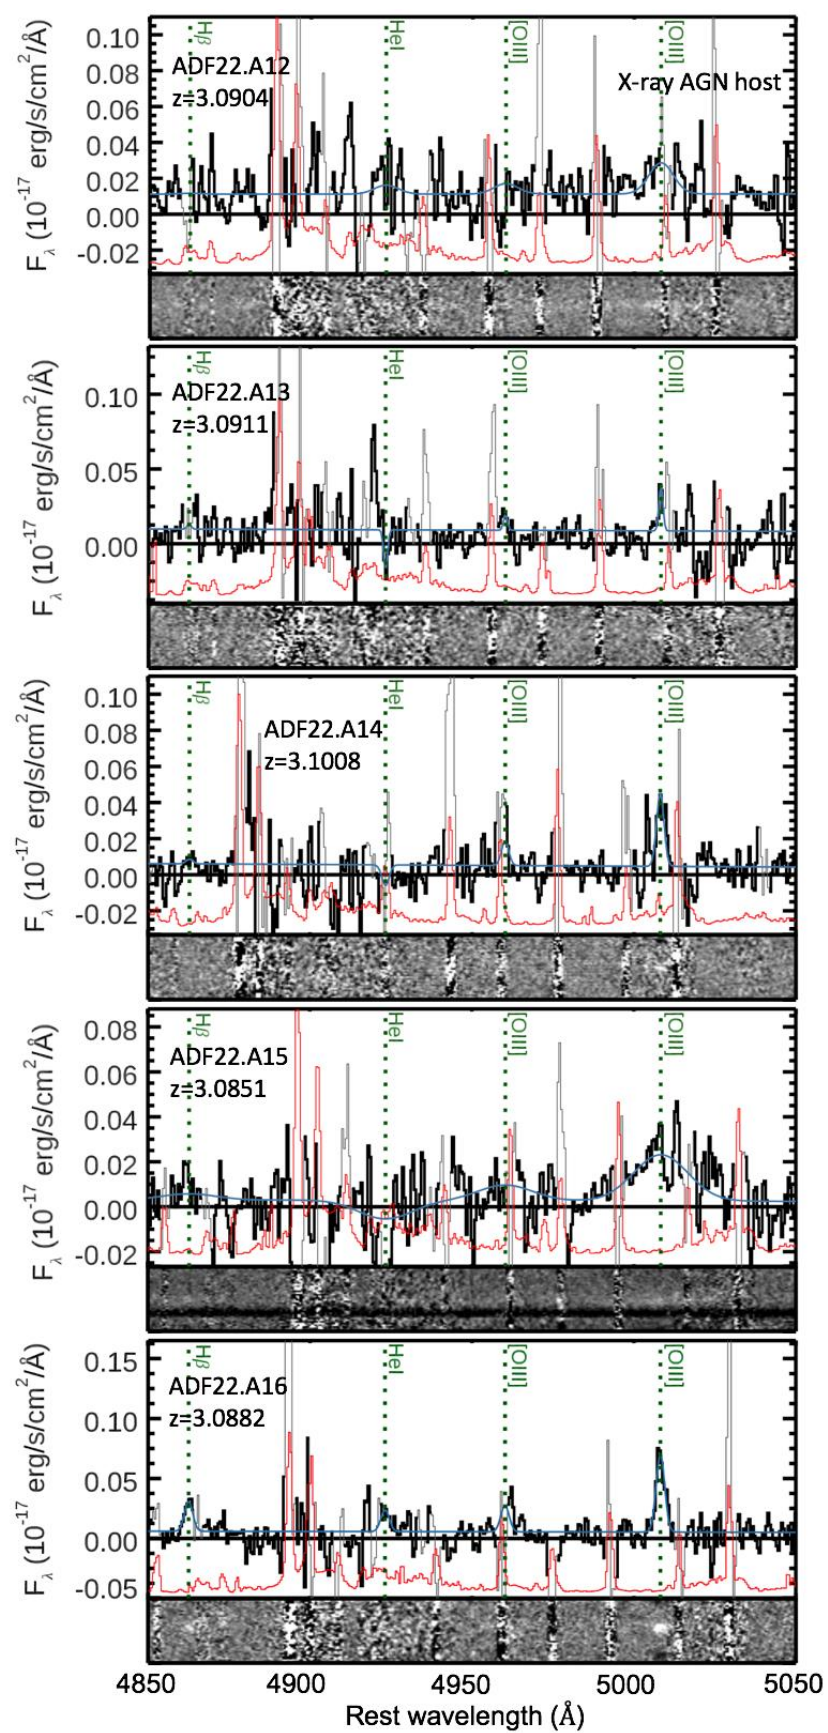 Hβ
HeI
[OIII]
[OIII]
ADF22.A12
z=3.0904
X-ray AGN host
0.10
0.08
0.06
0.04
0.02
0.00
-0.02
F_λ (10^-17 erg/s/cm^2/Å)
Hβ
HeI
[OIII]
[OIII]
ADF22.A13
z=3.0911
0.10
0.05
0.00
F_λ (10^-17 erg/s/cm^2/Å)
Hβ
HeI
[OIII]
[OIII]
ADF22.A14
z=3.1008
0.10
0.08
0.06
0.04
0.02
0.00
-0.02
F_λ (10^-17 erg/s/cm^2/Å)
Hβ
HeI
[OIII]
[OIII]
ADF22.A15
z=3.0851
0.08
0.06
0.04
0.02
0.00
-0.02
F_λ (10^-17 erg/s/cm^2/Å)
Hβ
HeI
[OIII]
[OIII]
ADF22.A16
z=3.0882
0.15
0.10
0.05
0.00
-0.05
F_λ (10^-17 erg/s/cm^2/Å)
4850 4900 4950 5000 5050
Rest wavelength (Å)